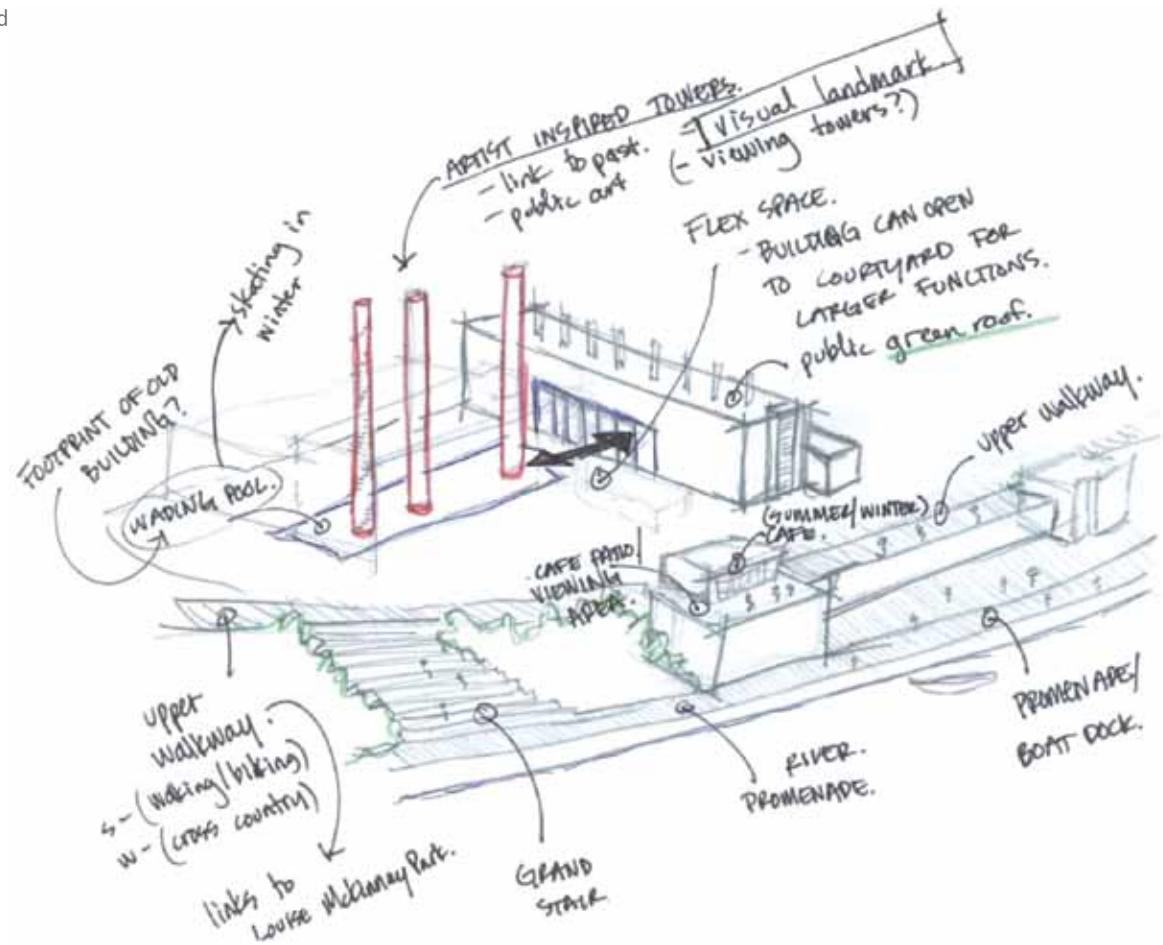 d
ARTIST INSPIRED TOWERS.
- link to past.
- public art
- visual landmark.
(- viewing towers?)
FLEX SPACE.
- BUILDING CAN OPEN
TO COURTYARD FOR
LARGER FUNCTIONS.
public green roof.
skating in
winter
FOOTPRINT OF OLD
BUILDING?
WADING POOL.
upper walkway.
(SUMMER/WINTER)
CAFE.
CAFE PATIO/
VIEWING
AREA.
upper
walkway.
s - (walking/biking)
w - (cross country)
links to
Louise McKinney Park.
GRAND
STAIR
RIVER.
PROMENADE.
PROMENADE/
BOAT DOCK.